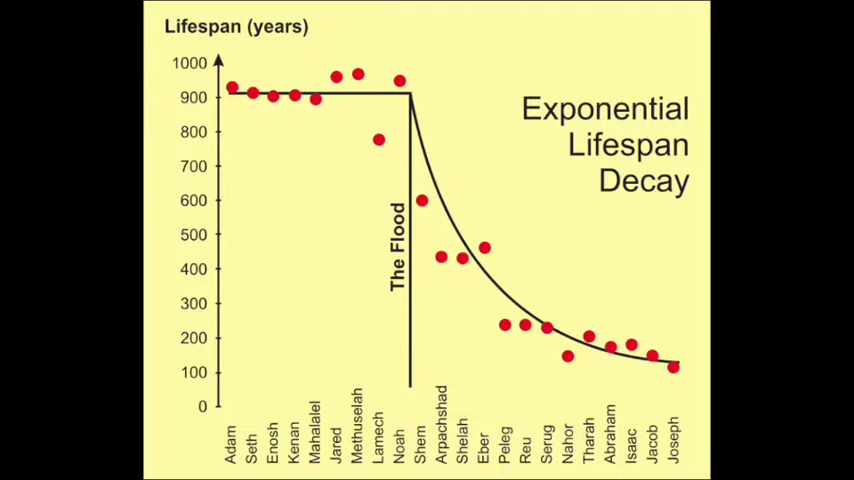 Lifespan (years)
1000
900
800
700
600
500
400
300
200
100
0
Exponential
Lifespan
Decay
The Flood
Adam
Seth
Enosh
Kenan
Mahalalel
Jared
Methuselah
Lamech
Noah
Shem
Arpachshad
Shelah
Eber
Peleg
Reu
Serug
Nahor
Tharah
Abraham
Isaac
Jacob
Joseph